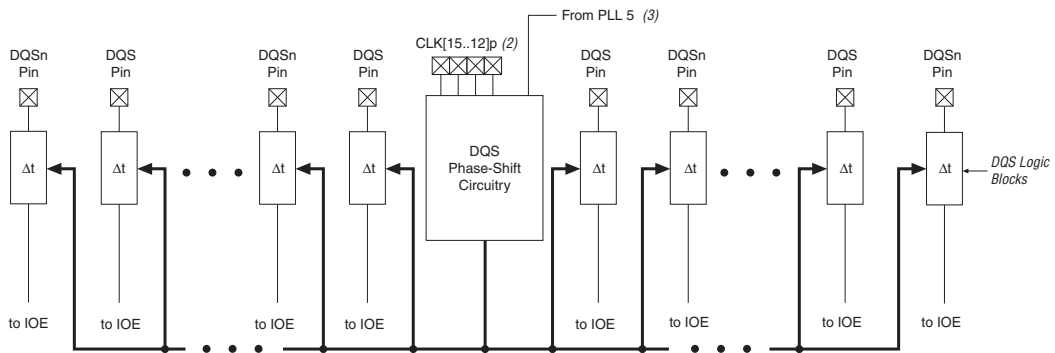 From PLL 5 (3)
CLK[15..12]p (2)
DQSn
Pin
DQS
Pin
DQSn
Pin
DQS
Pin
DQS
Pin
DQSn
Pin
DQS
Pin
DQSn
Pin
Δt
Δt
Δt
Δt
DQS
Phase-Shift
Circuitry
Δt
Δt
Δt
Δt
DQS Logic
Blocks
to IOE
to IOE
to IOE
to IOE
to IOE
to IOE
to IOE
to IOE